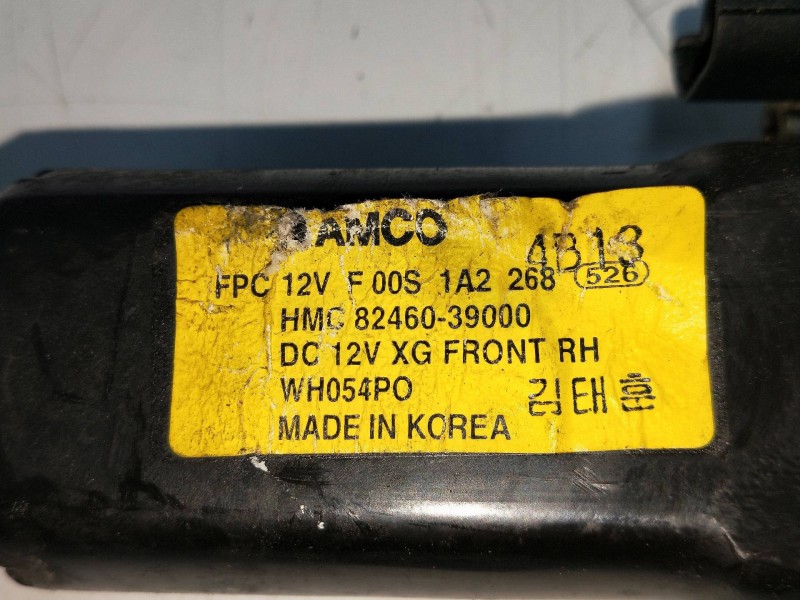 AMCO
4B13
FPC 12V F 00S 1A2 268 526
HMC 82460-39000
DC 12V XG FRONT RH
WH054PO 김태훈
MADE IN KOREA